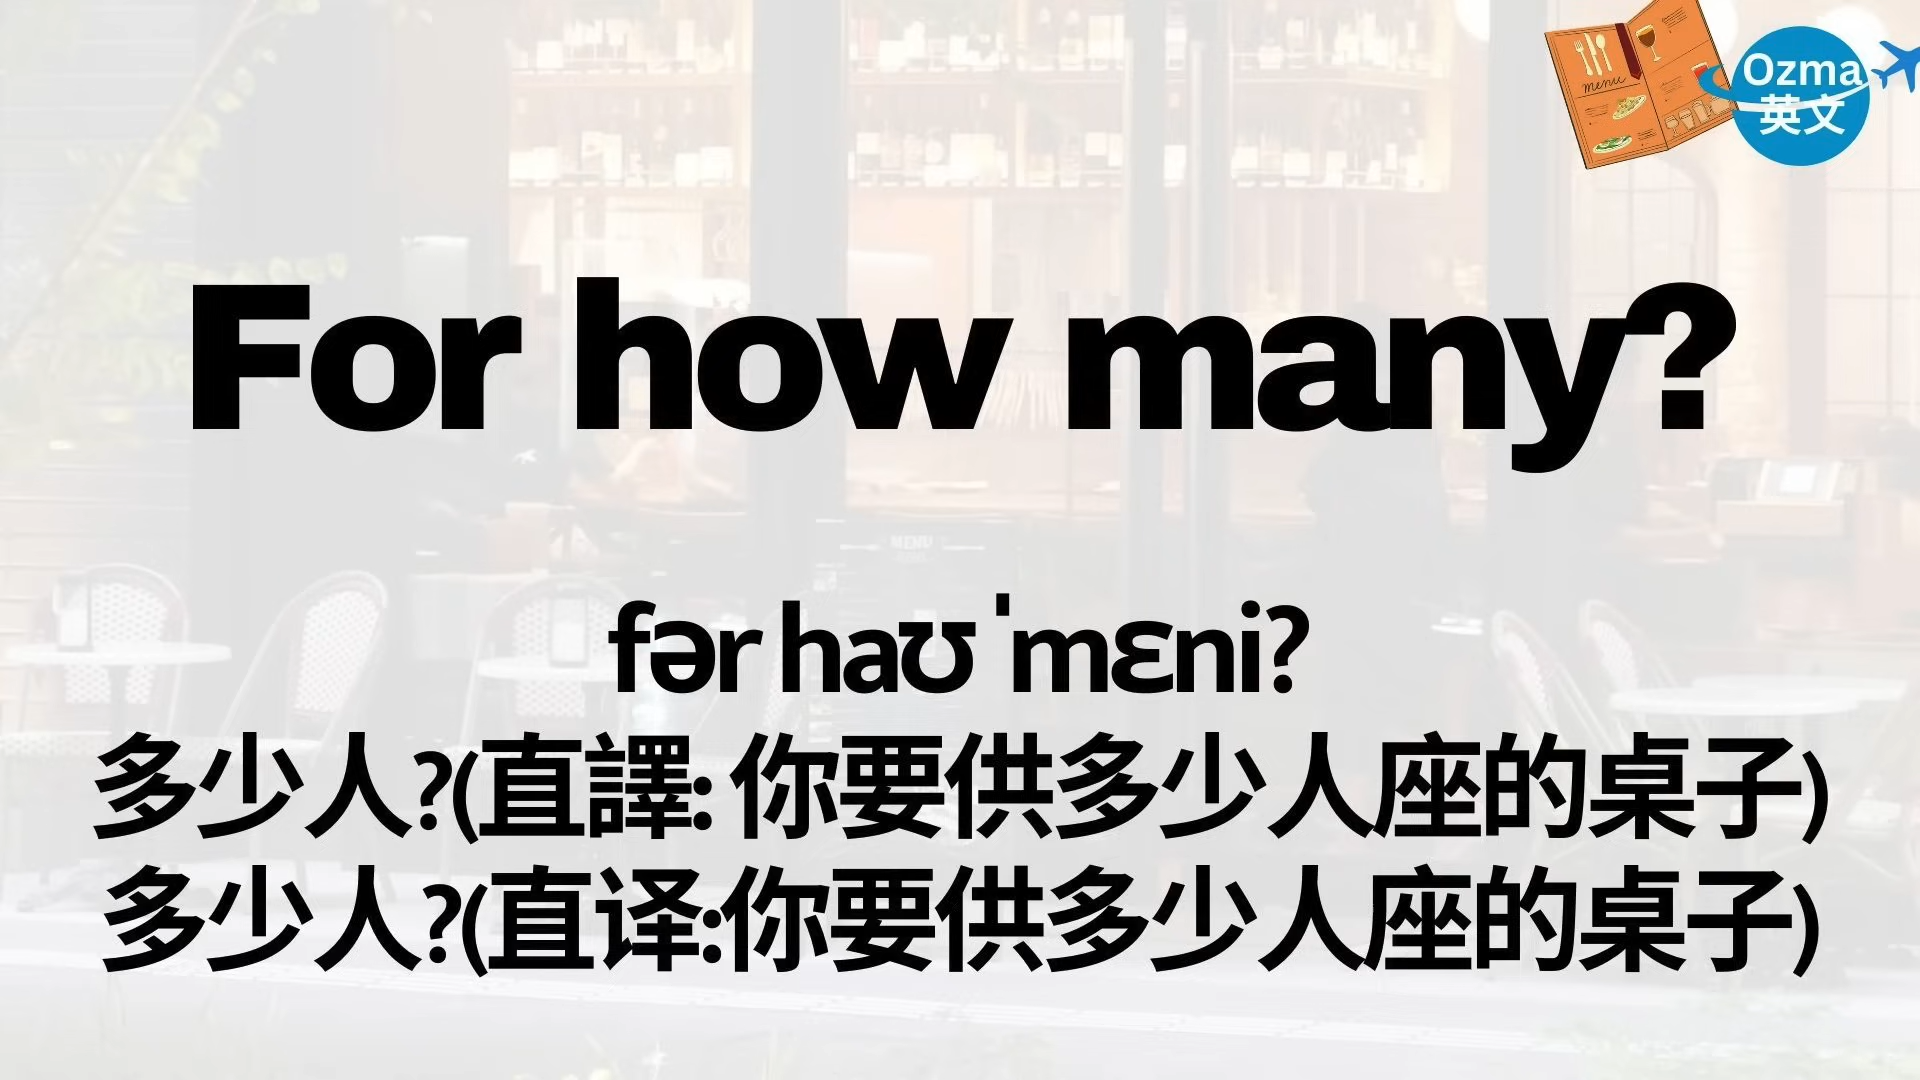 menu
Ozma
英文
For how many?
MENU
fər haʊ ˈmɛni?
多少人?(直譯: 你要供多少人座的桌子)
多少人?(直译:你要供多少人座的桌子)